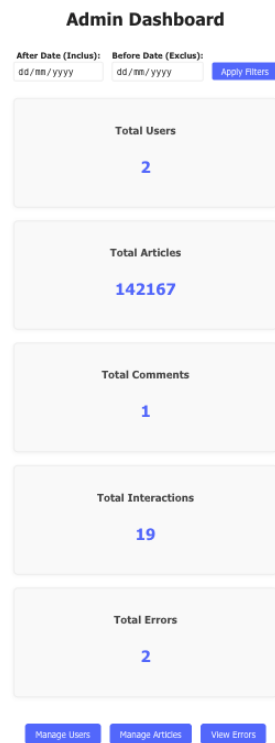 Admin Dashboard
After Date (Inclus): Before Date (Exclus):
dd/mm/yyyy dd/mm/yyyy Apply Filters
Total Users
2
Total Articles
142167
Total Comments
1
Total Interactions
19
Total Errors
2
Manage Users Manage Articles View Errors